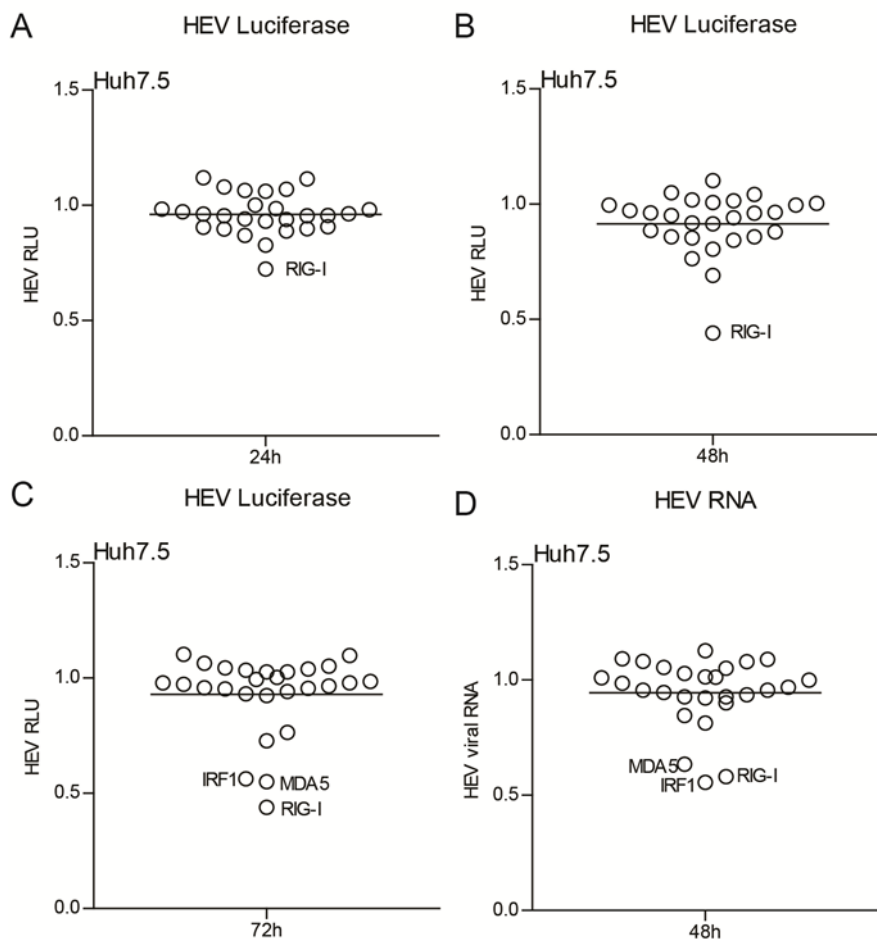 A
HEV Luciferase
Huh7.5
1.5
1.0
0.5
0.0
HEV RLU
RIG-I
24h
B
HEV Luciferase
Huh7.5
1.5
1.0
0.5
0.0
HEV RLU
RIG-I
48h
C
HEV Luciferase
Huh7.5
1.5
1.0
0.5
0.0
HEV RLU
IRF1
MDA5
RIG-I
72h
D
HEV RNA
Huh7.5
1.5
1.0
0.5
0.0
HEV viral RNA
MDA5
RIG-I
IRF1
48h